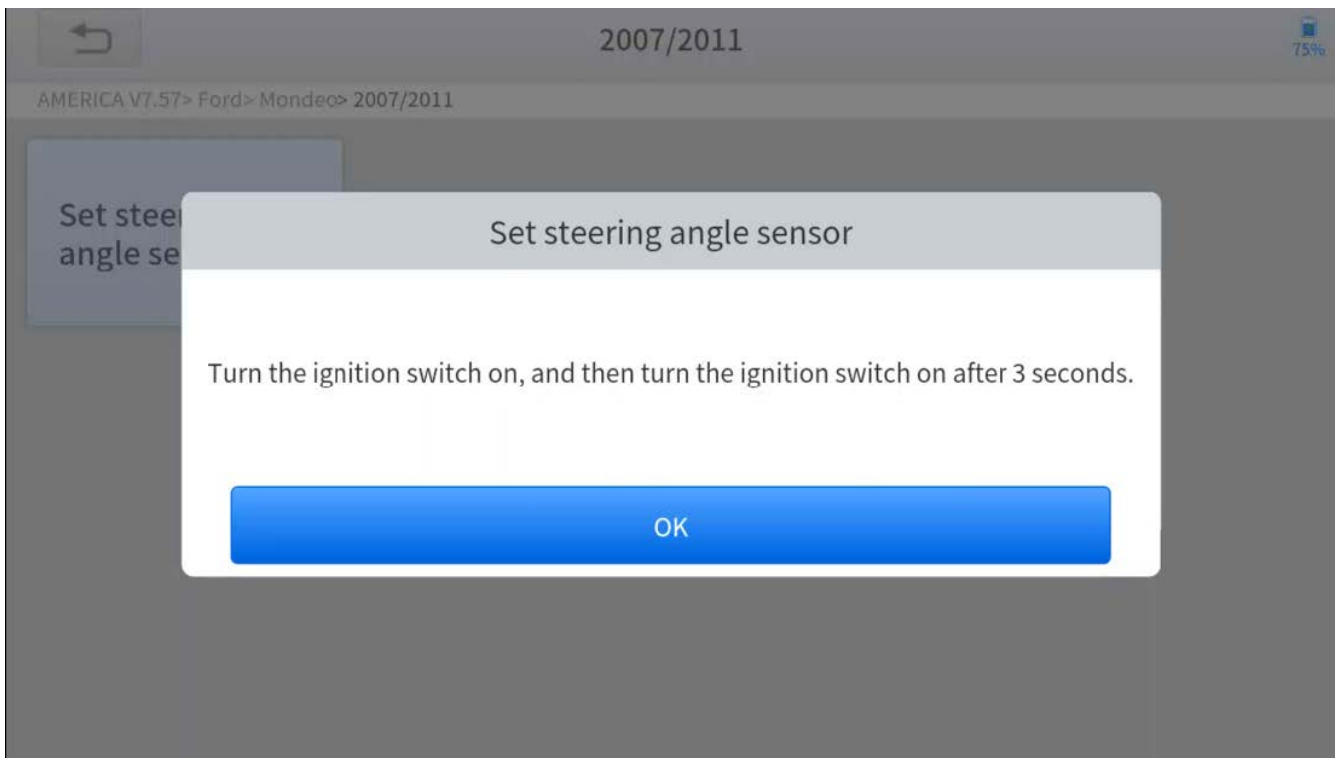 2007/2011
75%
AMERICA V7.57> Ford> Mondeo> 2007/2011
Set steer
angle se
Set steering angle sensor
Turn the ignition switch on, and then turn the ignition switch on after 3 seconds.
OK